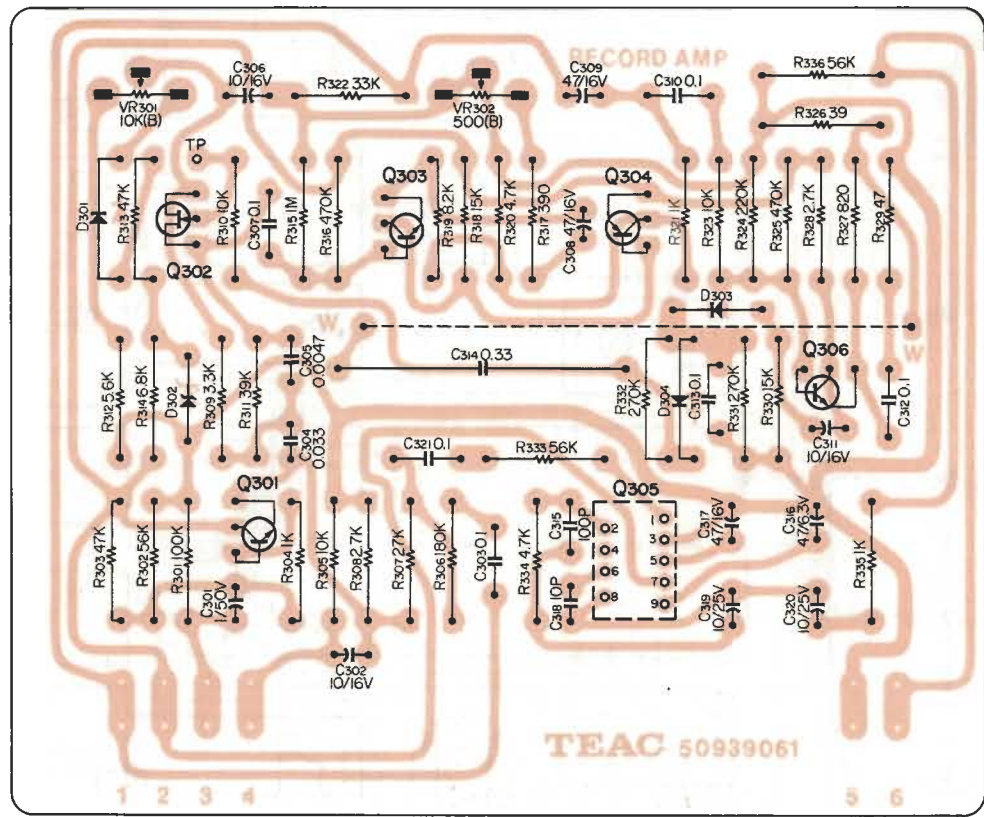 RECORD AMP
C306
10/16V
R322 33K
C309
47/16V
C310 0.1
R336 56K
VR301
10K(B)
VR302
500(B)
R326 39
TP
D301
R313 47K
Q302
R310 10K
C307 0.1
R315 1M
R316 470K
Q303
R319 8.2K
R318 15K
R320 4.7K
R317 390
C308 47/16V
Q304
R321 1K
R323 10K
R324 220K
R325 470K
R328 2.7K
R327 820
R329 47
D303
W
W
R312 5.6K
R314 6.8K
D302
R309 3.3K
R311 39K
C305
0.0047
C304
0.033
C314 0.33
R332
270K
D304
C313 0.1
R331 270K
R330 15K
Q306
C311
10/16V
C312 0.1
C321 0.1
R333 56K
Q301
R303 47K
R302 56K
R301 100K
C301
1/50V
R304 1K
R305 10K
R308 2.7K
R307 27K
R306 180K
C303 0.1
R334 4.7K
C315
100P
C318 10P
Q305
1
2
3
4
5
6
7
8
9
C317
47/16V
C316
47/6.3V
C319
10/25V
C320
10/25V
R335 1K
C302
10/16V
TEAC 50939061
1 2 3 4 5 6